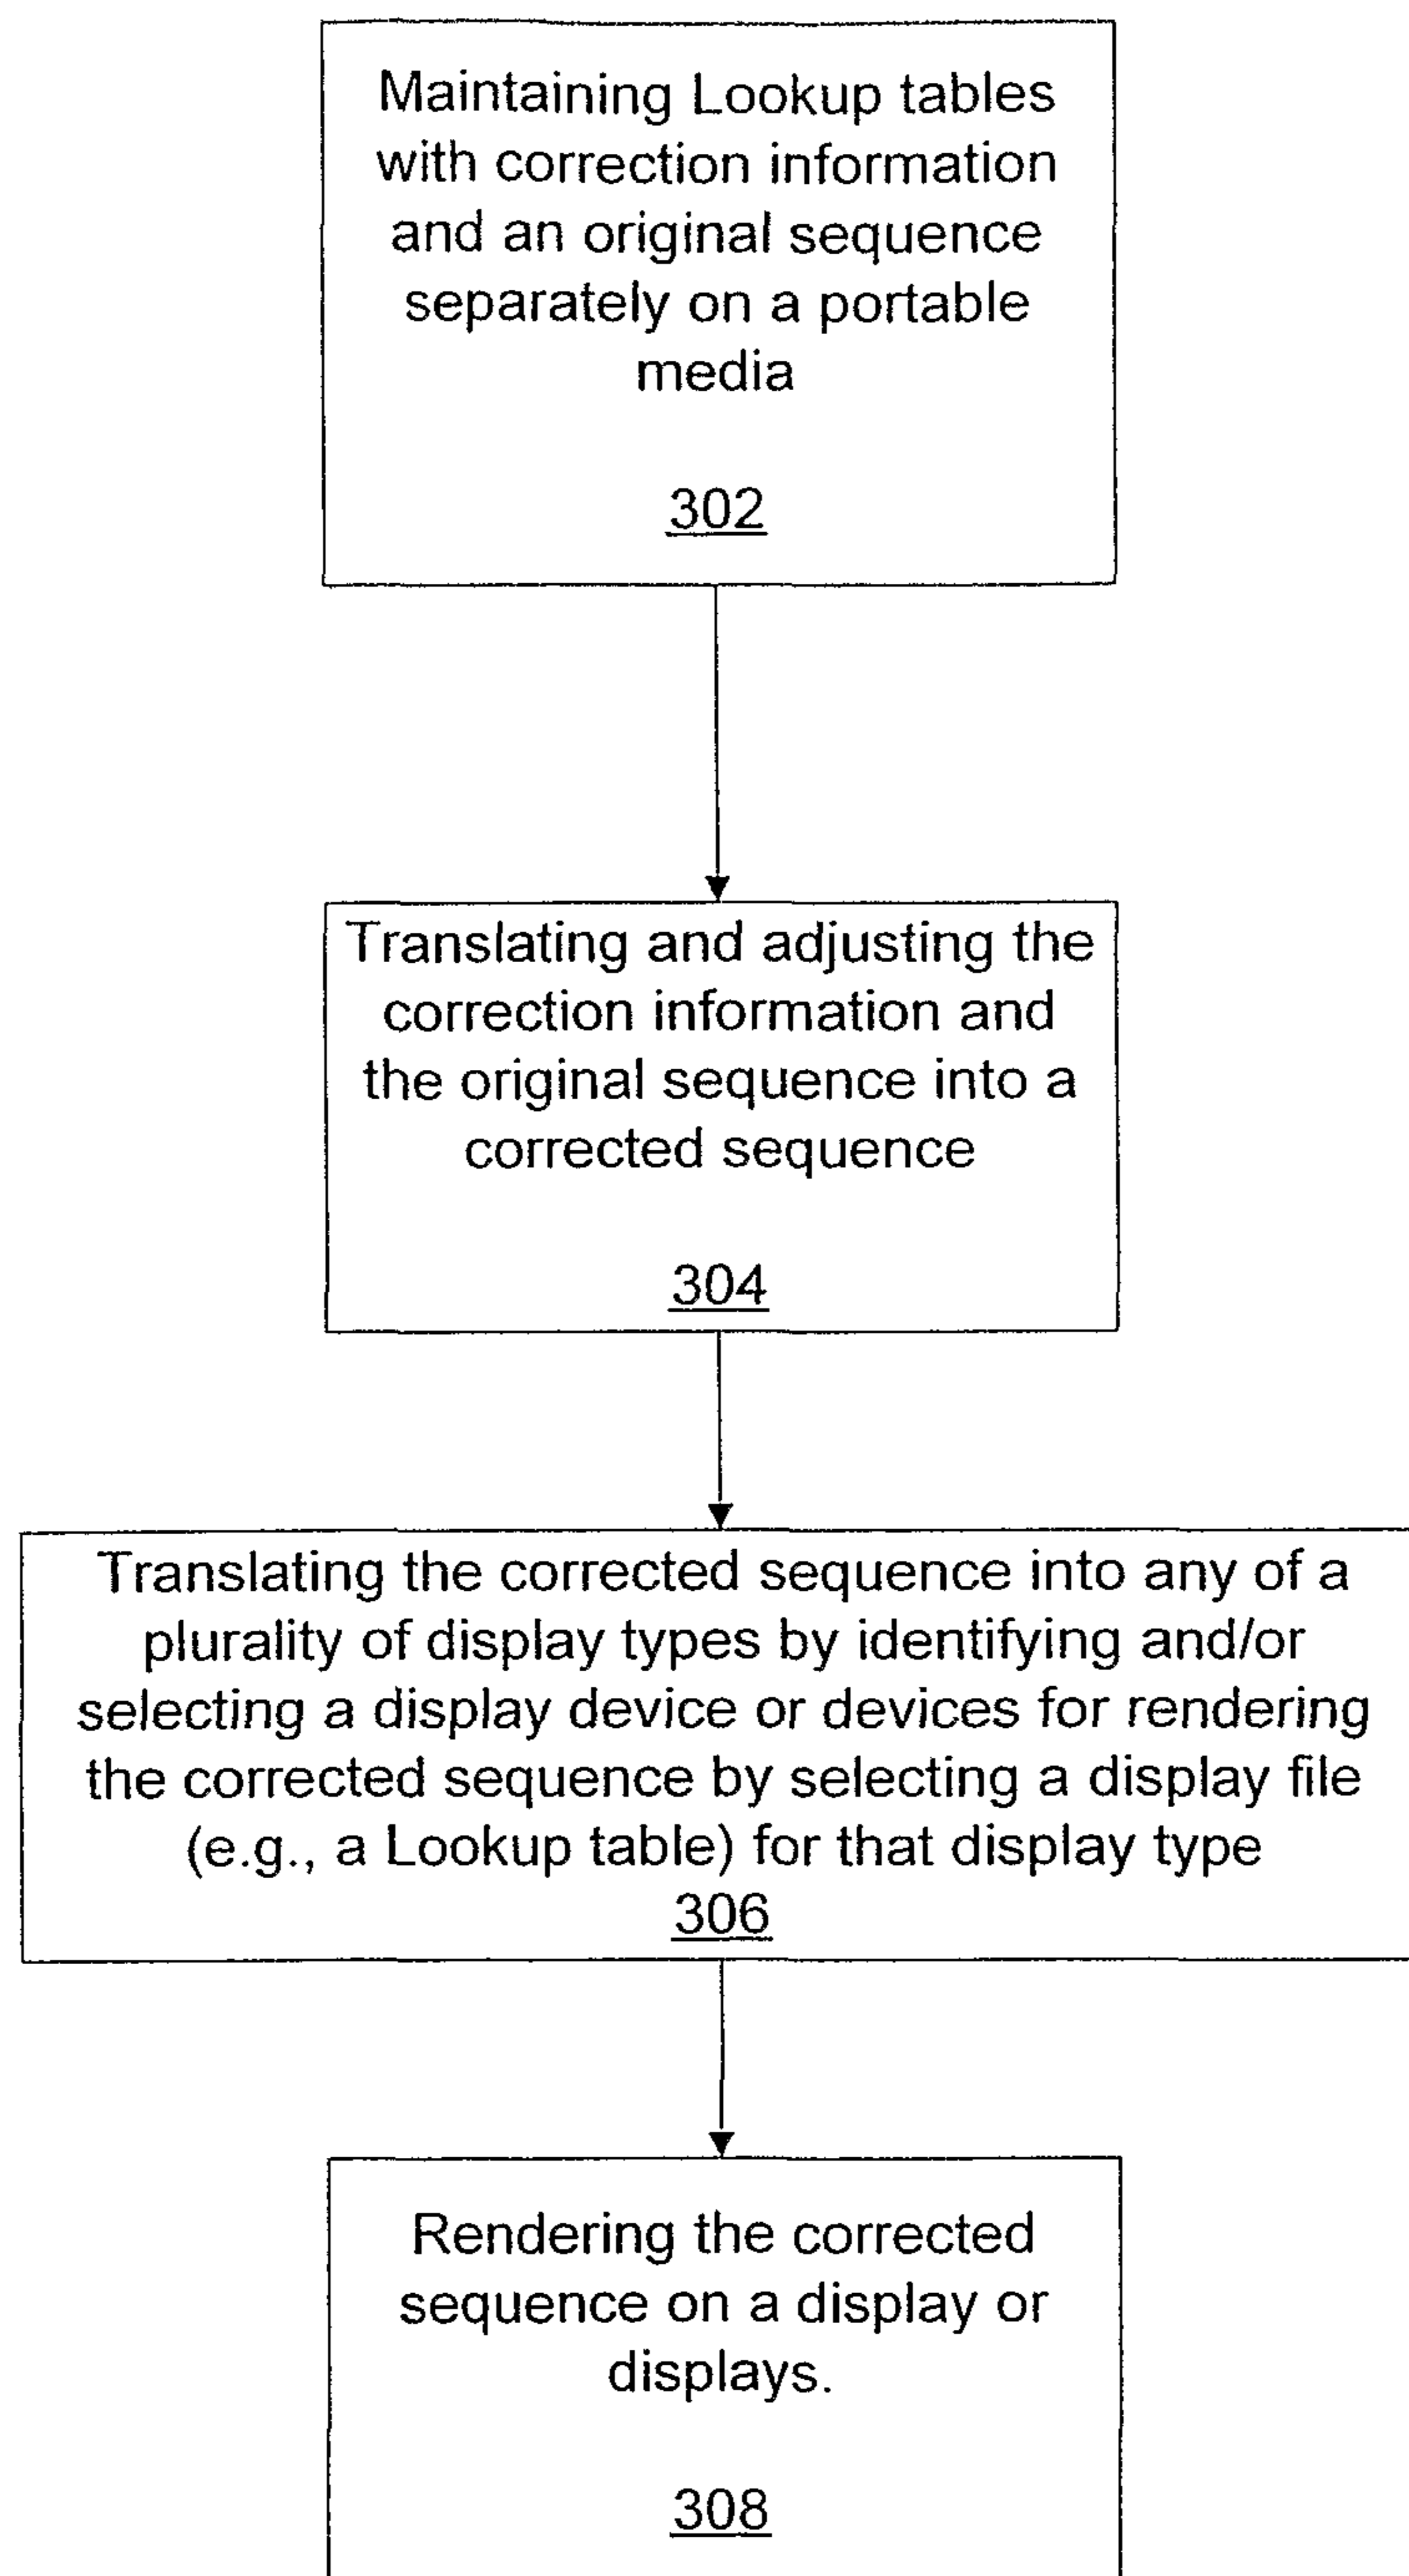 Maintaining Lookup tables
with correction information
and an original sequence
separately on a portable
media
302
Translating and adjusting the
correction information and
the original sequence into a
corrected sequence
304
Translating the corrected sequence into any of a
plurality of display types by identifying and/or
selecting a display device or devices for rendering
the corrected sequence by selecting a display file
(e.g., a Lookup table) for that display type
306
Rendering the corrected
sequence on a display or
displays.
308